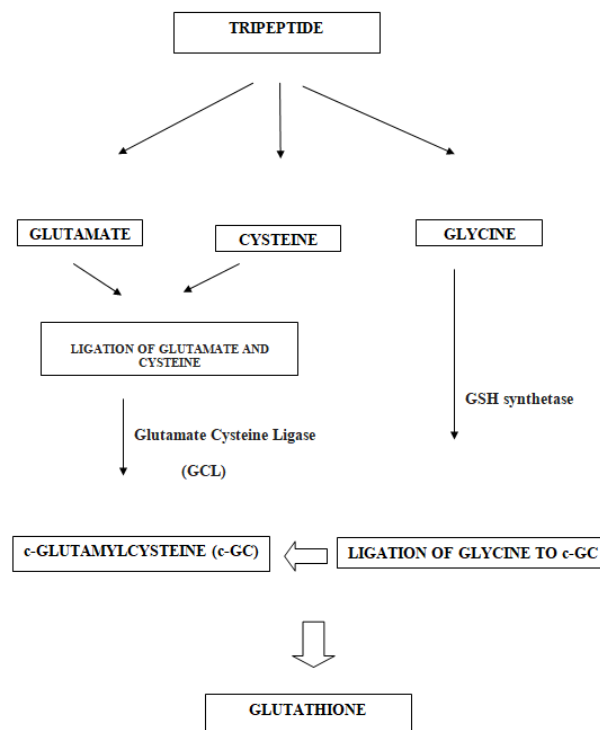 TRIPEPTIDE
GLUTAMATE
CYSTEINE
GLYCINE
LIGATION OF GLUTAMATE AND
CYSTEINE
GSH synthetase
Glutamate Cysteine Ligase
(GCL)
c-GLUTAMYLCYSTEINE (c-GC)
LIGATION OF GLYCINE TO c-GC
GLUTATHIONE